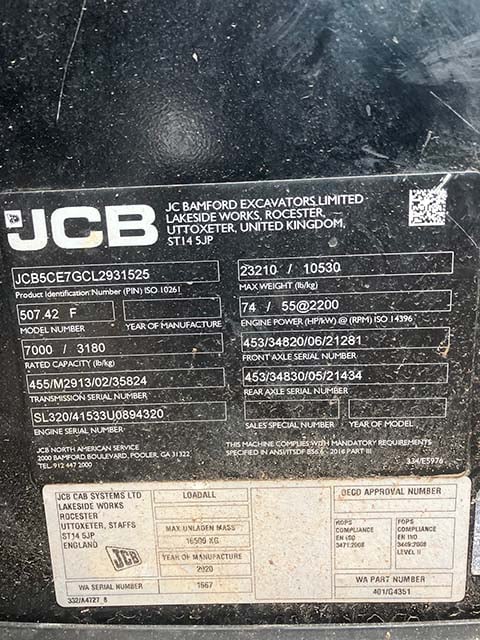 JCB
JC BAMFORD EXCAVATORS LIMITED
LAKESIDE WORKS, ROCESTER,
UTTOXETER, UNITED KINGDOM,
ST14 5JP
JCB5CE7GCL2931525
Product Identification Number (PIN) ISO 10261
507.42 F
MODEL NUMBER
YEAR OF MANUFACTURE
7000 / 3180
RATED CAPACITY (lb/kg)
455/M2913/02/35824
TRANSMISSION SERIAL NUMBER
SL320/41533U0894320
ENGINE SERIAL NUMBER
23210 / 10530
MAX WEIGHT (lb/kg)
74 / 55@2200
ENGINE POWER (HP/kW) @ (RPM) ISO 14396
453/34820/06/21281
FRONT AXLE SERIAL NUMBER
453/34830/05/21434
REAR AXLE SERIAL NUMBER
SALES SPECIAL NUMBER
YEAR OF MODEL
JCB NORTH AMERICAN SERVICE
2000 BAMFORD BOULEVARD, POOLER, GA 31322
TEL. 912 447 2000
THIS MACHINE COMPLIES WITH MANDATORY REQUIREMENTS
SPECIFIED IN ANSI/ITSDF B56.6 - 2016 PART III
334/E5976
JCB CAB SYSTEMS LTD
LAKESIDE WORKS
ROCESTER
UTTOXETER, STAFFS
ST14 5JP
ENGLAND
JCB
WA SERIAL NUMBER
332/A4727 8
LOADALL
MAX UNLADEN MASS
16500 KG
YEAR OF MANUFACTURE
2020
1667
OECD APPROVAL NUMBER
ROPS
COMPLIANCE
EN ISO
3471:2008
FOPS
COMPLIANCE
EN ISO
3449:2008
LEVEL II
WA PART NUMBER
401/G4351